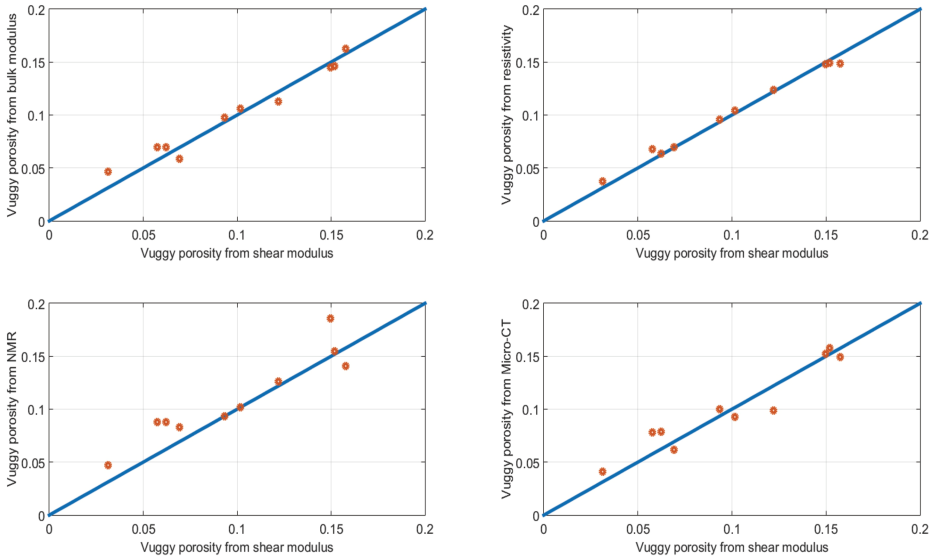 0.2
0.15
0.1
0.05
0
Vuggy porosity from bulk modulus
0 0.05 0.1 0.15 0.2
Vuggy porosity from shear modulus
0.2
0.15
0.1
0.05
0
Vuggy porosity from resistivity
0 0.05 0.1 0.15 0.2
Vuggy porosity from shear modulus
0.2
0.15
0.1
0.05
0
Vuggy porosity from NMR
0 0.05 0.1 0.15 0.2
Vuggy porosity from shear modulus
0.2
0.15
0.1
0.05
0
Vuggy porosity from Micro-CT
0 0.05 0.1 0.15 0.2
Vuggy porosity from shear modulus